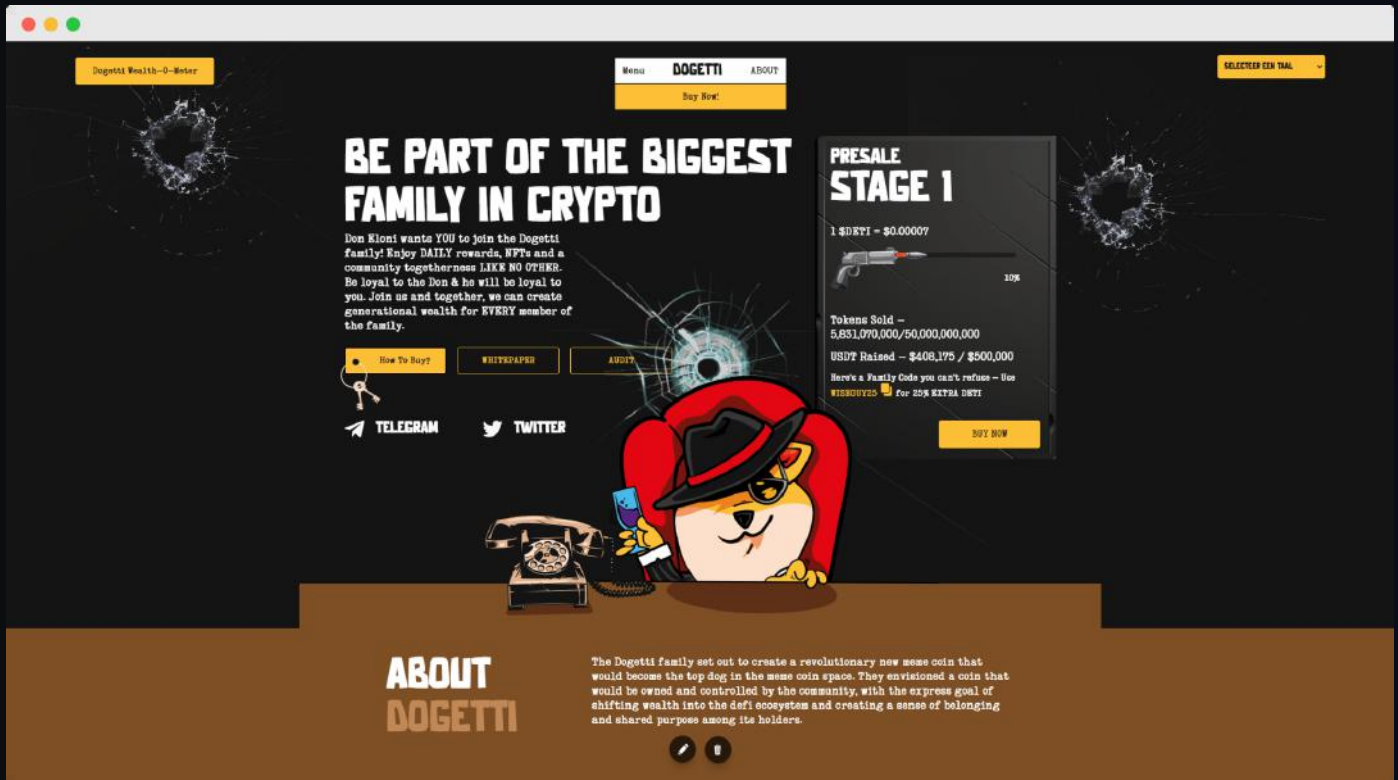 Dogetti Wealth-O-Meter
Menu
DOGETTI
ABOUT
Buy Now!
SELECTEER EEN TAAL
BE PART OF THE BIGGEST
FAMILY IN CRYPTO
Don Eloni wants YOU to join the Dogetti
family! Enjoy DAILY rewards, NFTs and a
community togetherness LIKE NO OTHER.
Be loyal to the Don & he will be loyal to
you. Join us and together, we can create
generational wealth for EVERY member of
the family.
How To Buy?
WHITEPAPER
AUDIT
TELEGRAM
TWITTER
PRESALE
STAGE 1
1 $DETI = $0.00007
10%
Tokens Sold –
5,831,070,000/50,000,000,000
USDT Raised – $408,175 / $500,000
Here's a Family Code you can't refuse – Use
WISEGUY25 for 25% EXTRA DETI
BUY NOW
ABOUT
DOGETTI
The Dogetti family set out to create a revolutionary new meme coin that
would become the top dog in the meme coin space. They envisioned a coin that
would be owned and controlled by the community, with the express goal of
shifting wealth into the defi ecosystem and creating a sense of belonging
and shared purpose among its holders.